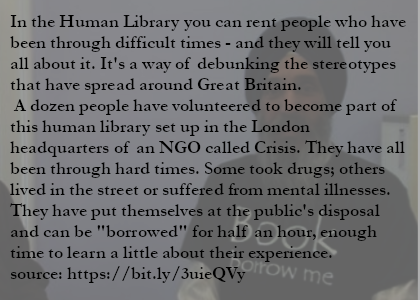 In the Human Library you can rent people who have
been through difficult times - and they will tell you
all about it. It's a way of debunking the stereotypes
that have spread around Great Britain.
A dozen people have volunteered to become part of
this human library set up in the London
headquarters of an NGO called Crisis. They have all
been through hard times. Some took drugs; others
lived in the street or suffered from mental illnesses.
They have put themselves at the public's disposal
and can be "borrowed" for half an hour, enough
time to learn a little about their experience.
source: https://bit.ly/3uieQVy
Book
borrow me